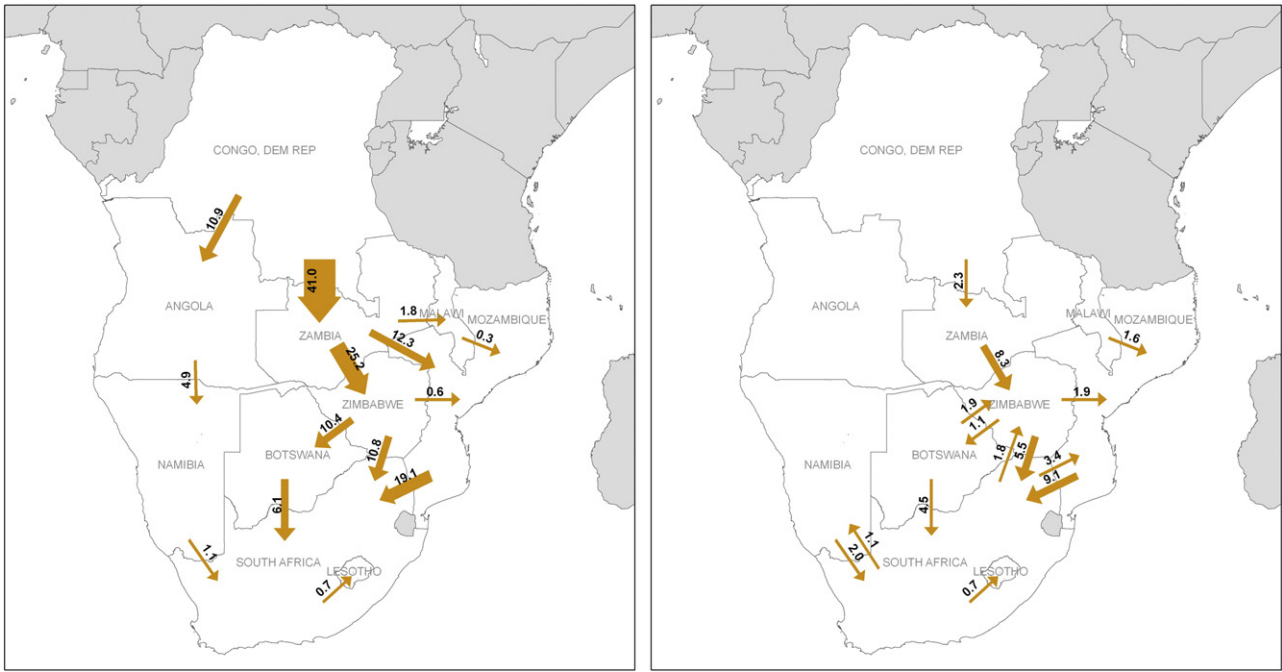 CONGO, DEM REP
10.9
41.0
ANGOLA
1.8
MALAWI
MOZAMBIQUE
ZAMBIA
12.3
0.3
25.2
4.9
0.6
ZIMBABWE
10.4
10.8
BOTSWANA
NAMIBIA
19.1
6.1
1.1
SOUTH AFRICA
LESOTHO
0.7
CONGO, DEM REP
2.3
ANGOLA
MALAWI
MOZAMBIQUE
ZAMBIA
1.6
8.3
1.9
ZIMBABWE
1.9
1.1
BOTSWANA
1.8
5.5
NAMIBIA
3.4
9.1
4.5
1.1
2.0
SOUTH AFRICA
LESOTHO
0.7